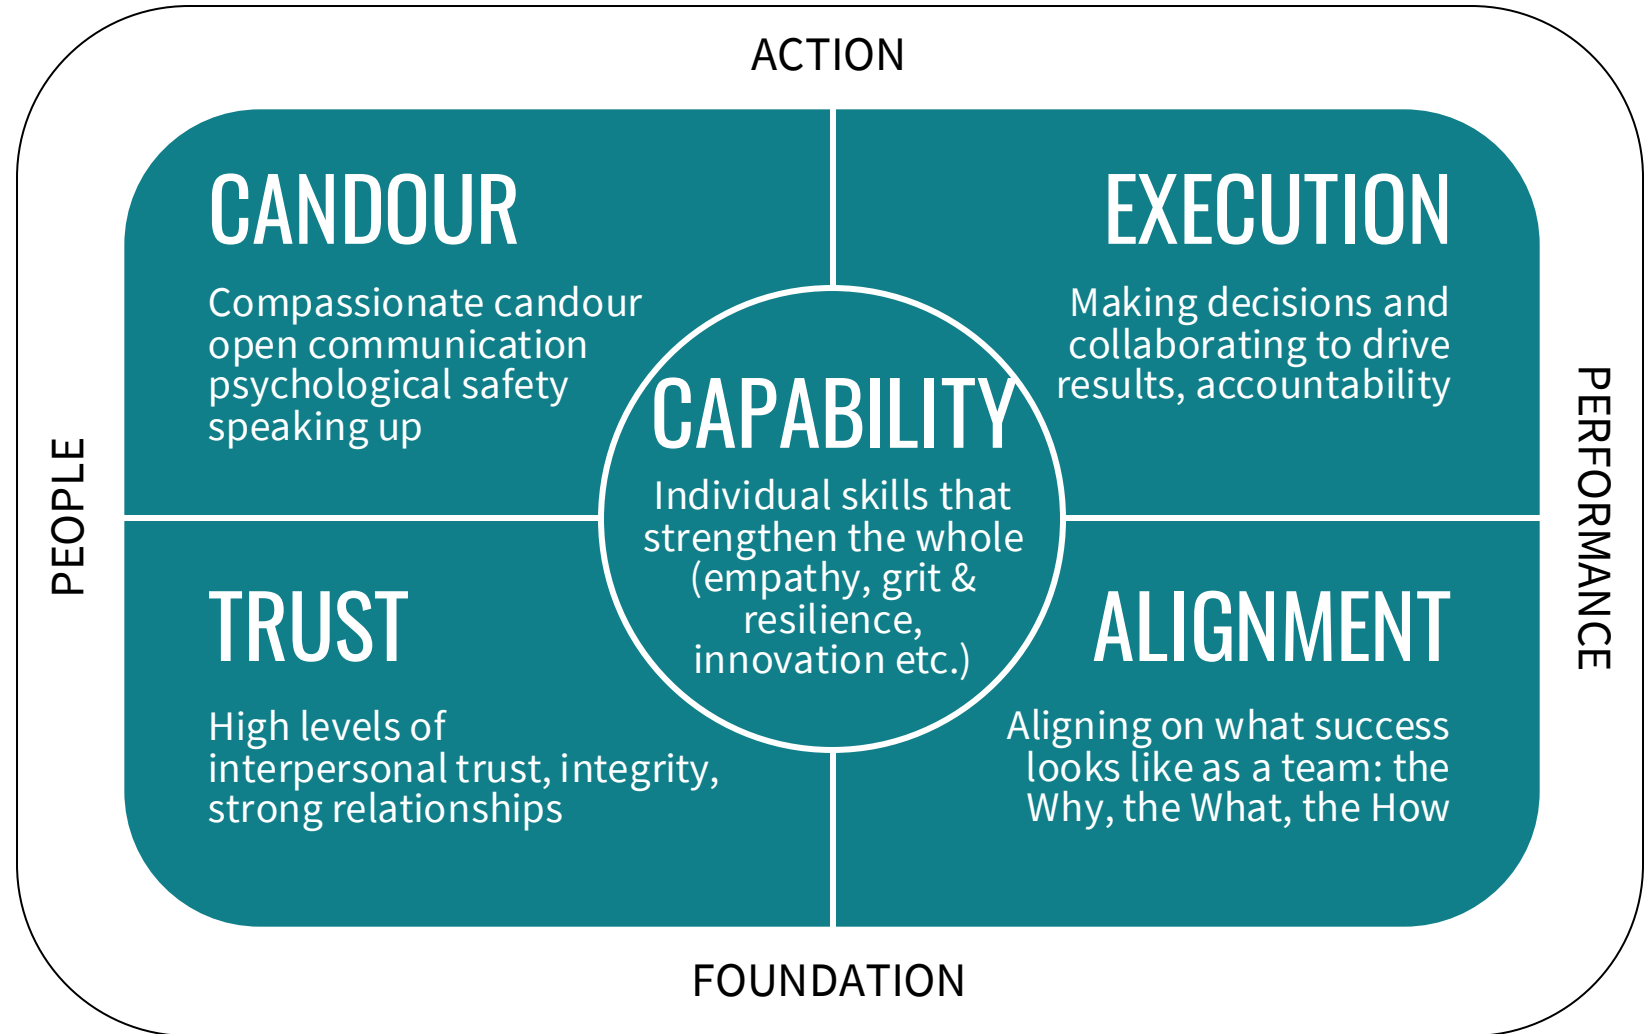 ACTION
CANDOUR
Compassionate candour
open communication
psychological safety
speaking up
EXECUTION
Making decisions and
collaborating to drive
results, accountability
CAPABILITY
Individual skills that
strengthen the whole
(empathy, grit &
resilience,
innovation etc.)
PEOPLE
PERFORMANCE
TRUST
High levels of
interpersonal trust, integrity,
strong relationships
ALIGNMENT
Aligning on what success
looks like as a team: the
Why, the What, the How
FOUNDATION